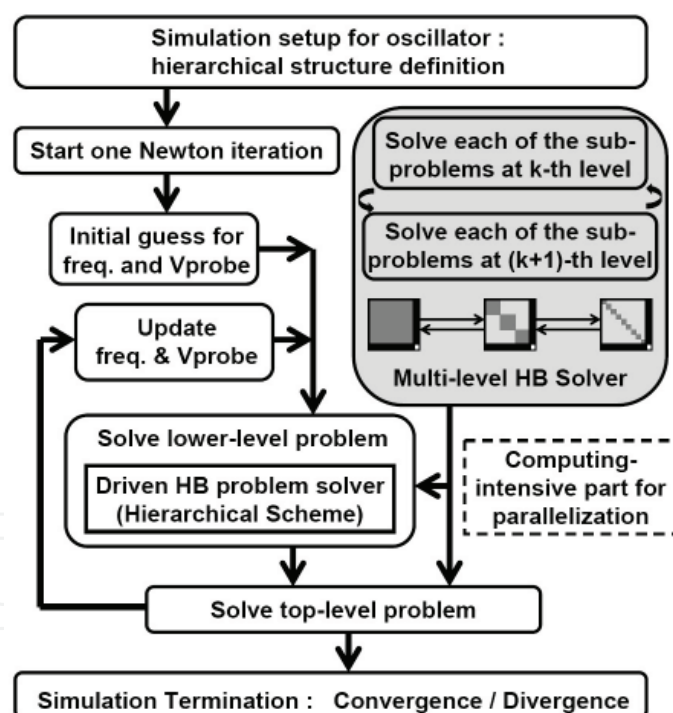 Simulation setup for oscillator :
hierarchical structure definition
Start one Newton iteration
Initial guess for
freq. and Vprobe
Update
freq. & Vprobe
Solve each of the sub-
problems at k-th level
Solve each of the sub-
problems at (k+1)-th level
Multi-level HB Solver
Solve lower-level problem
Driven HB problem solver
(Hierarchical Scheme)
Computing-
intensive part for
parallelization
Solve top-level problem
Simulation Termination : Convergence / Divergence